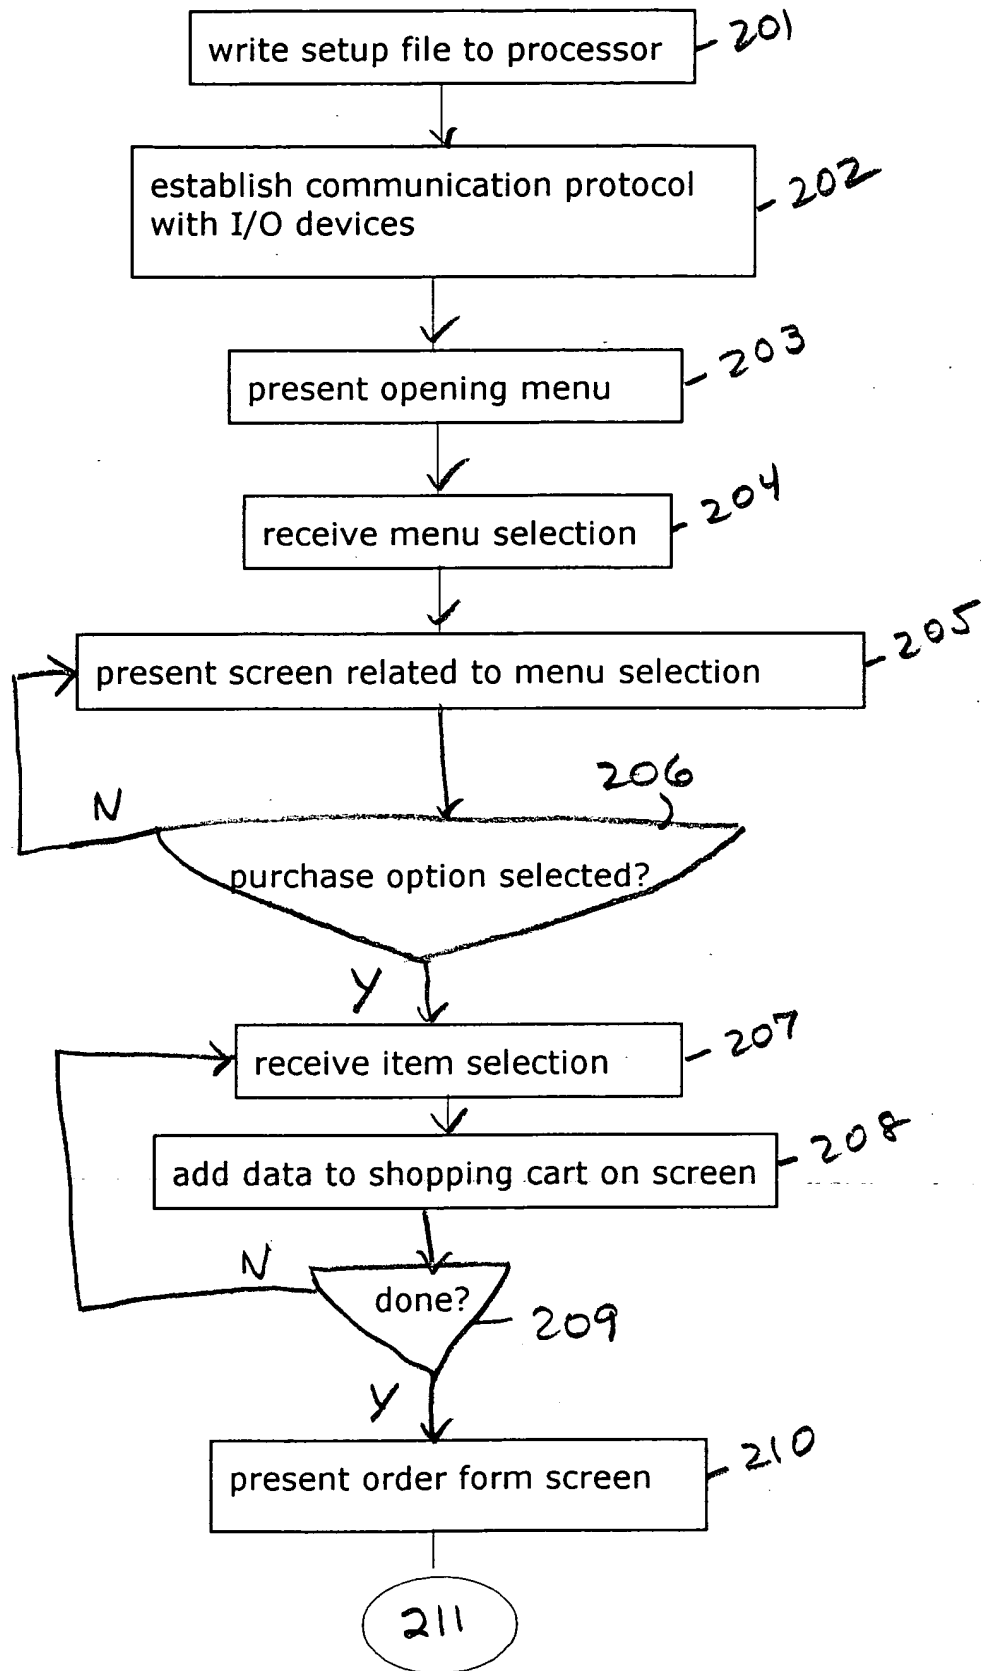 write setup file to processor
201
establish communication protocol
with I/O devices
202
present opening menu
203
receive menu selection
204
present screen related to menu selection
205
206
N
purchase option selected?
Y
receive item selection
207
add data to shopping cart on screen
208
N
done?
209
Y
present order form screen
210
211